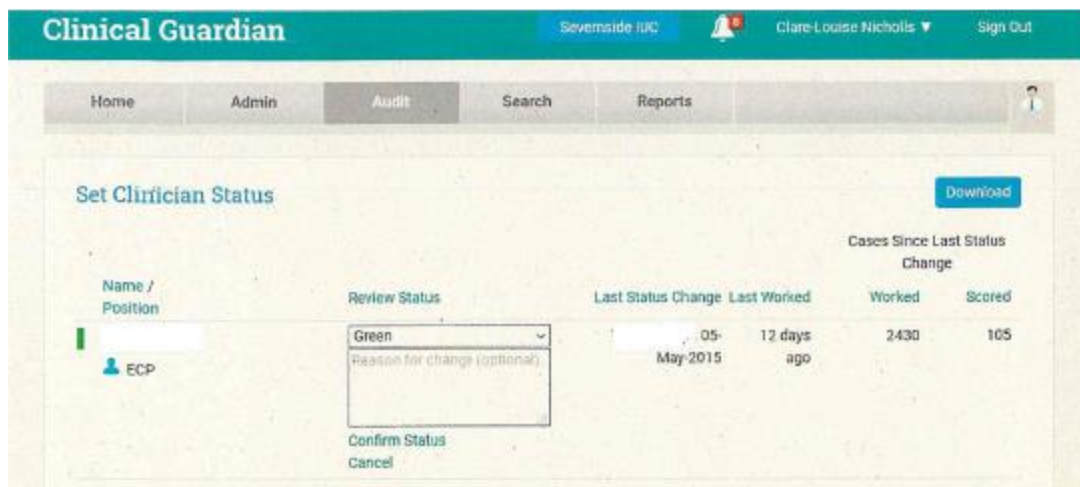 Clinical Guardian
Severnside IUC
Clare-Louise Nicholls ▼
Sign Out
Home
Admin
Audit
Search
Reports
Set Clinician Status
Download
Cases Since Last Status
Change
Name /
Position
Review Status
Last Status Change
Last Worked
Worked
Scored
Green
05-
12 days
2430
105
Reason for change (optional)
May-2015
ago
ECP
Confirm Status
Cancel